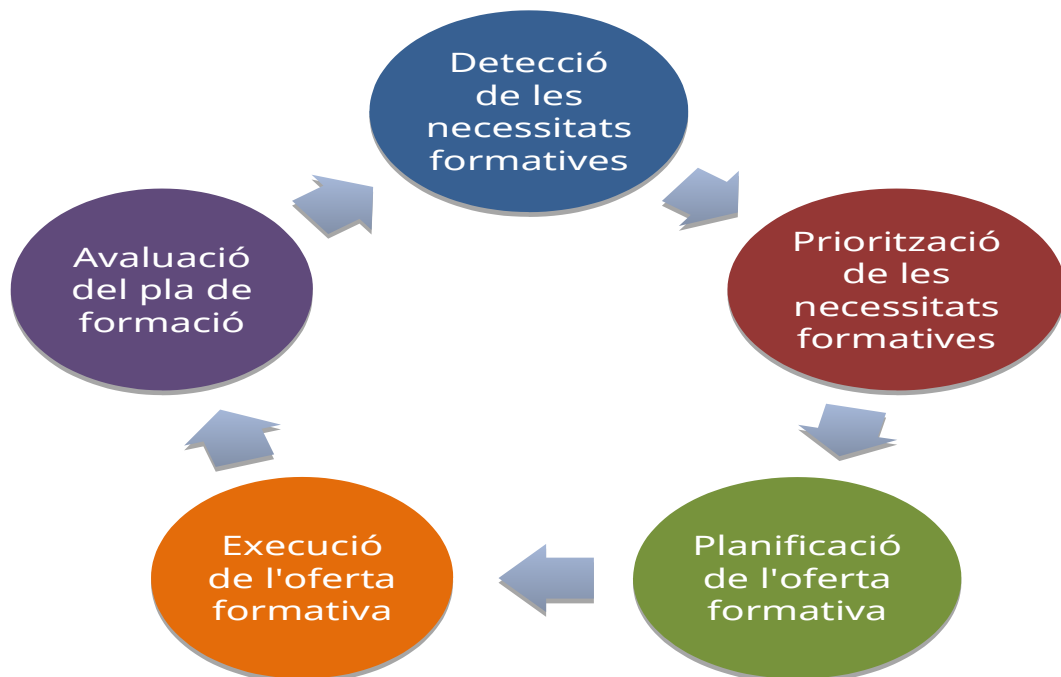 Detecció
de les
necessitats
formatives
Priorització
de les
necessitats
formatives
Planificació
de l'oferta
formativa
Execució
de l'oferta
formativa
Avaluació
del pla de
formació